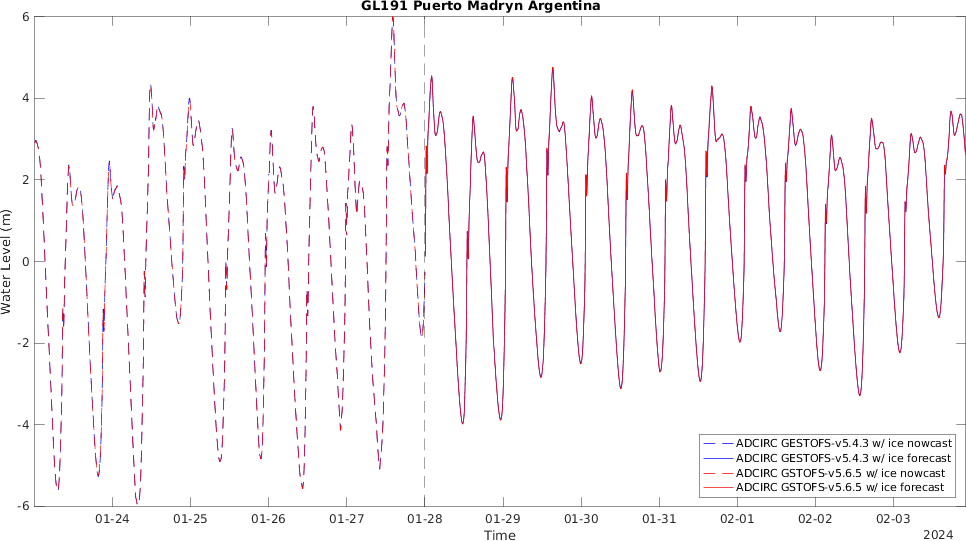 GL191 Puerto Madryn Argentina
6
4
2
0
-2
-4
-6
Water Level (m)
01-24
01-25
01-26
01-27
01-28
01-29
01-30
01-31
02-01
02-02
02-03
Time
2024
ADCIRC GESTOFS-v5.4.3 w/ ice nowcast
ADCIRC GESTOFS-v5.4.3 w/ ice forecast
ADCIRC GSTOFS-v5.6.5 w/ ice nowcast
ADCIRC GSTOFS-v5.6.5 w/ ice forecast